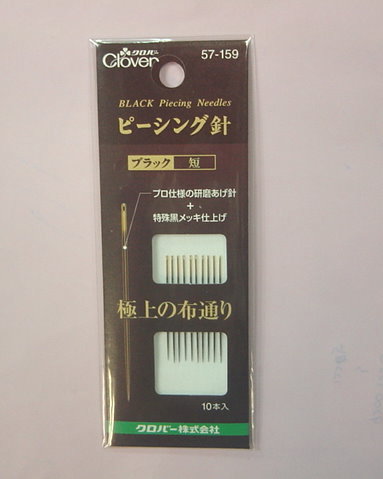 クロバー
Clover
57-159
BLACK Piecing Needles
ピーシング針
ブラック 短
プロ仕様の研磨あげ針
+
特殊黒メッキ仕上げ
極上の布通り
10本入
クロバー株式会社